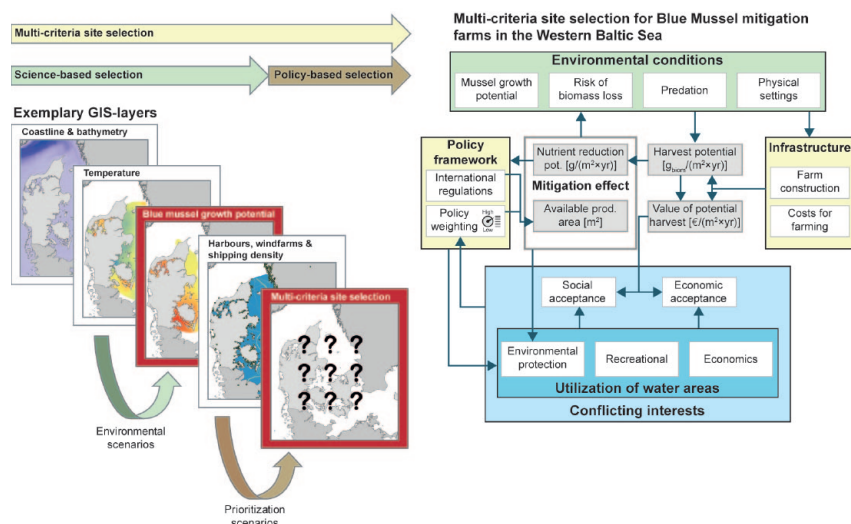 Multi-criteria site selection
Science-based selection
Policy-based selection
Exemplary GIS-layers
Coastline & bathymetry
Temperature
Blue mussel growth potential
Harbours, windfarms &
shipping density
Multi-criteria site selection
? ? ?
? ? ?
? ? ?
Environmental
scenarios
Prioritization
scenarios
Multi-criteria site selection for Blue Mussel mitigation
farms in the Western Baltic Sea
Environmental conditions
Mussel growth
potential
Risk of
biomass loss
Predation
Physical
settings
Policy
framework
International
regulations
Policy
weighting
High
Low
Nutrient reduction
pot. [g/(m²×yr)]
Mitigation effect
Available prod.
area [m²]
Harvest potential
[g_biom/(m²×yr)]
Value of potential
harvest [€/(m²×yr)]
Infrastructure
Farm
construction
Costs for
farming
Social
acceptance
Economic
acceptance
Environmental
protection
Recreational
Economics
Utilization of water areas
Conflicting interests